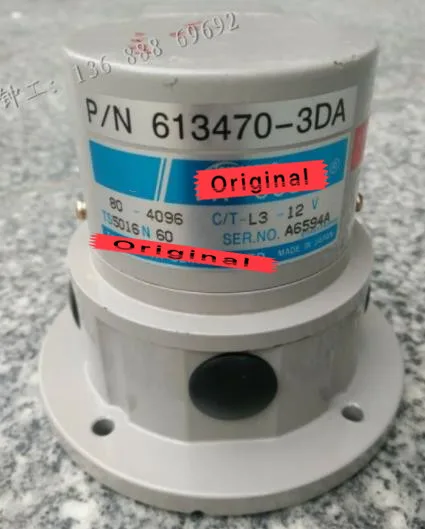 钟工: 136 888 69692
P/N 613470-3DA
Original
®
80 - 4096 C/T-L3 -12 V
TS5016N 60 SER.NO. A6594A
Original
MADE IN JAPAN